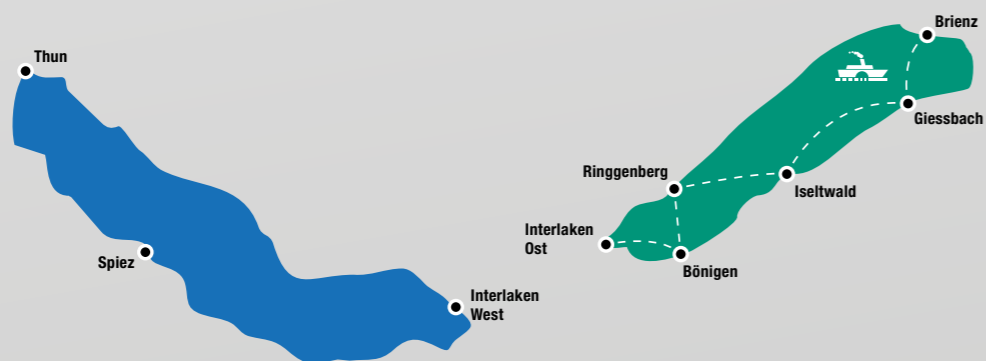 Thun
Spiez
Interlaken
West
Brienz
Giessbach
Ringgenberg
Iseltwald
Interlaken
Ost
Bönigen